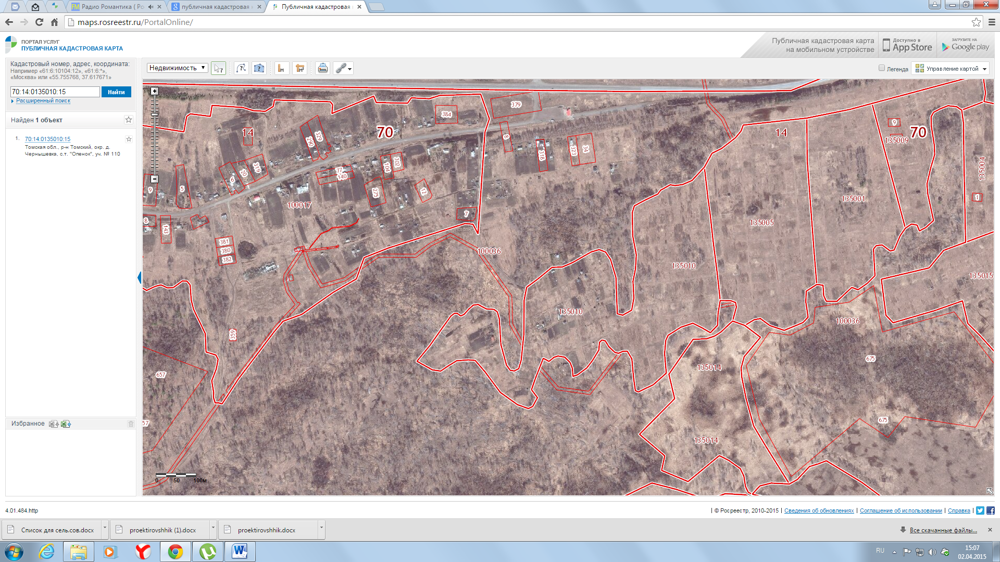 Радио Романтика ( Ро
публичная кадастровая
Публичная кадастровая
maps.rosreestr.ru/PortalOnline/
ПОРТАЛ УСЛУГ
ПУБЛИЧНАЯ КАДАСТРОВАЯ КАРТА
Публичная кадастровая карта
на мобильном устройстве
Доступно в
App Store
ЗАГРУЗИТЕ НА
Google play
Кадастровый номер, адрес, координата:
Например «61:6:10104:12», «61:6:*»,
«Москва» или «55.755768, 37.617671»
70:14:0135010:15
Найти
Расширенный поиск
Найден 1 объект
1. 70:14:0135010:15
Томская обл., р-н Томский, окр. д.
Чернышевка, с.т. "Опенок", уч. № 110
Избранное
Недвижимость
Легенда
Управление картой
379
384
14
70
14
70
9
135009
8
290
329
318
323
34
135004
319
20
6
77
140
104
302
5
9
275
12
1
100017
135001
7
8
143
135005
381
380
382
100036
135010
135015
135010
100036
359
657
135014
675
57
675
135014
0 50 100м
4.01.484.http
| © Росреестр, 2010-2015 | Сведения об обновлениях | Соглашение об использовании | Справка |
Список для сель.сов.docx
proektirovshhik (1).docx
proektirovshhik.docx
Все скачанные файлы...
RU
15:07
02.04.2015